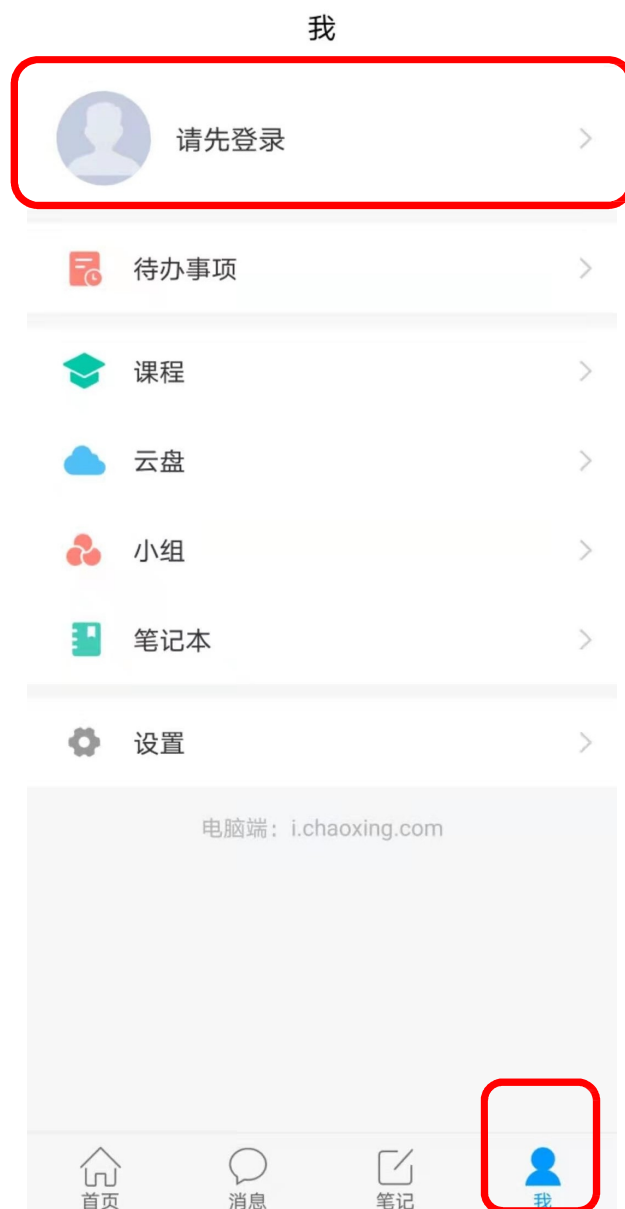 我
请先登录
待办事项
课程
云盘
小组
笔记本
设置
电脑端：i.chaoxing.com
首页 消息 笔记 我